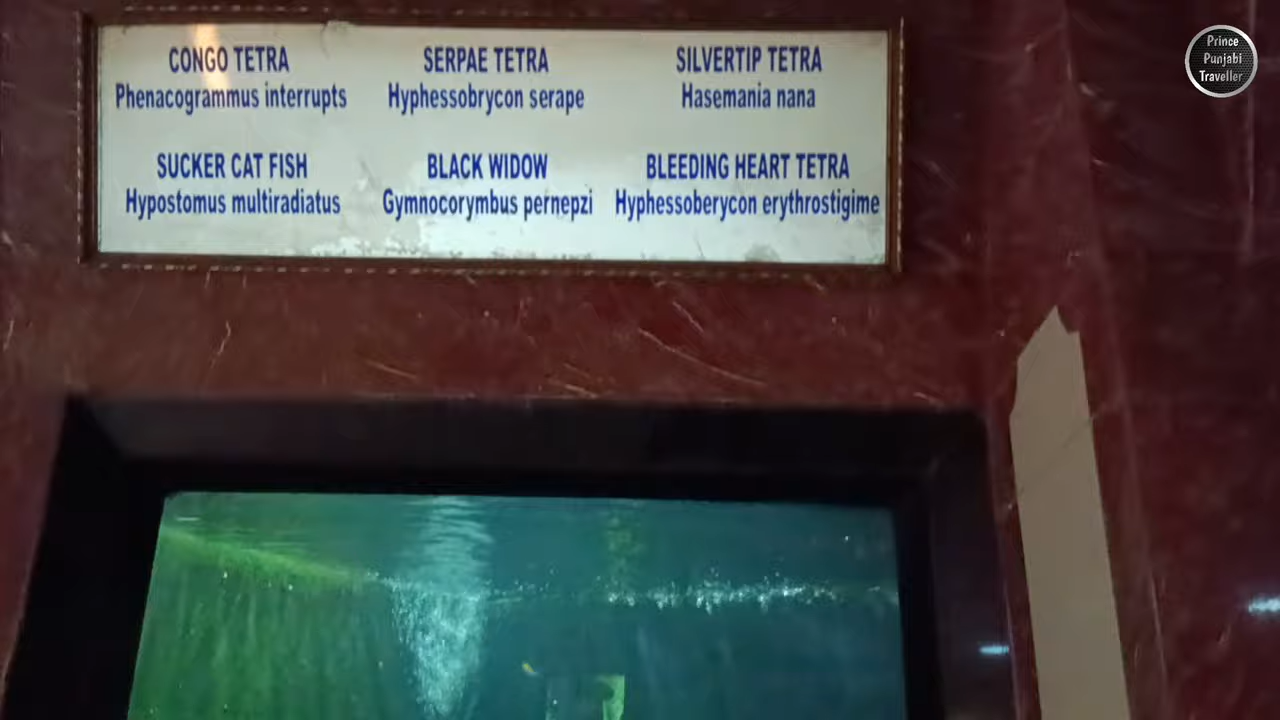 CONGO TETRA
Phenacogrammus interrupts
SERPAE TETRA
Hyphessobrycon serape
SILVERTIP TETRA
Hasemania nana
SUCKER CAT FISH
Hypostomus multiradiatus
BLACK WIDOW
Gymnocorymbus pernepzi
BLEEDING HEART TETRA
Hyphessoberycon erythrostigime
Prince
Punjabi
Traveller